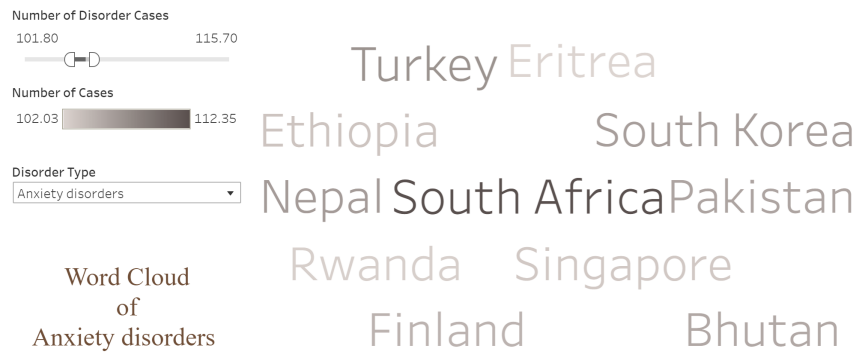 Number of Disorder Cases
101.80 115.70
Number of Cases
102.03 112.35
Disorder Type
Anxiety disorders
Word Cloud
of
Anxiety disorders
Turkey Eritrea
Ethiopia South Korea
Nepal South Africa Pakistan
Rwanda Singapore
Finland Bhutan